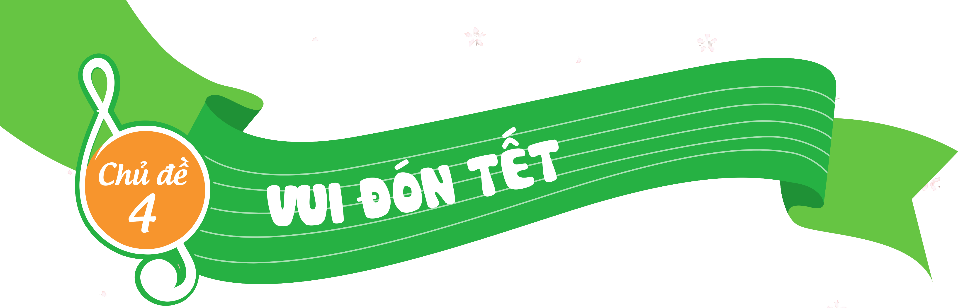 Chủ đề
4
VUI ĐÓN TẾT